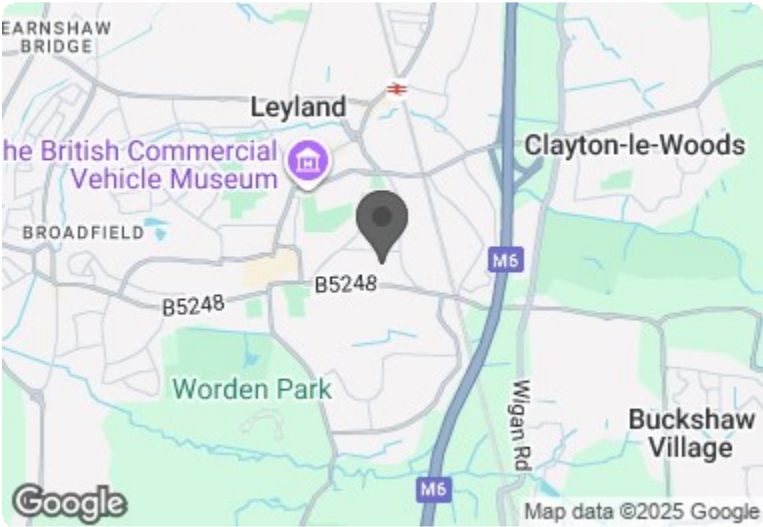 EARNSHAW
BRIDGE
Leyland
he British Commercial
Vehicle Museum
Clayton-le-Woods
BROADFIELD
M6
B5248
B5248
Worden Park
Wigan Rd
Buckshaw
Village
M6
Google
Map data ©2025 Google